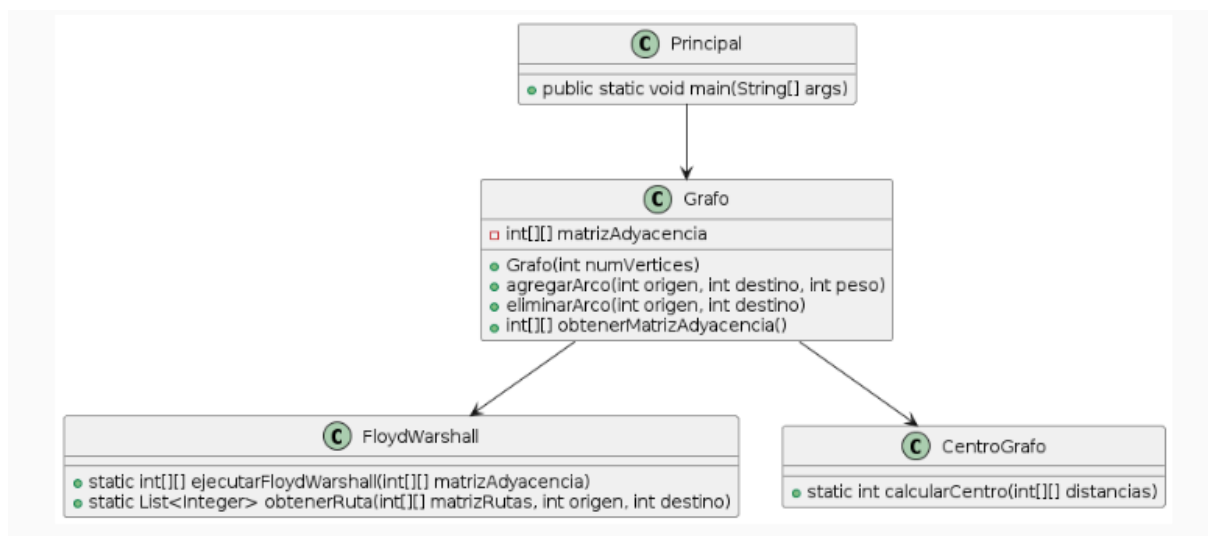 C Principal
public static void main(String[] args)
C Grafo
int[][] matrizAdyacencia
Grafo(int numVertices)
agregarArco(int origen, int destino, int peso)
eliminarArco(int origen, int destino)
int[][] obtenerMatrizAdyacencia()
C FloydWarshall
static int[][] ejecutarFloydWarshall(int[][] matrizAdyacencia)
static List<Integer> obtenerRuta(int[][] matrizRutas, int origen, int destino)
C CentroGrafo
static int calcularCentro(int[][] distancias)